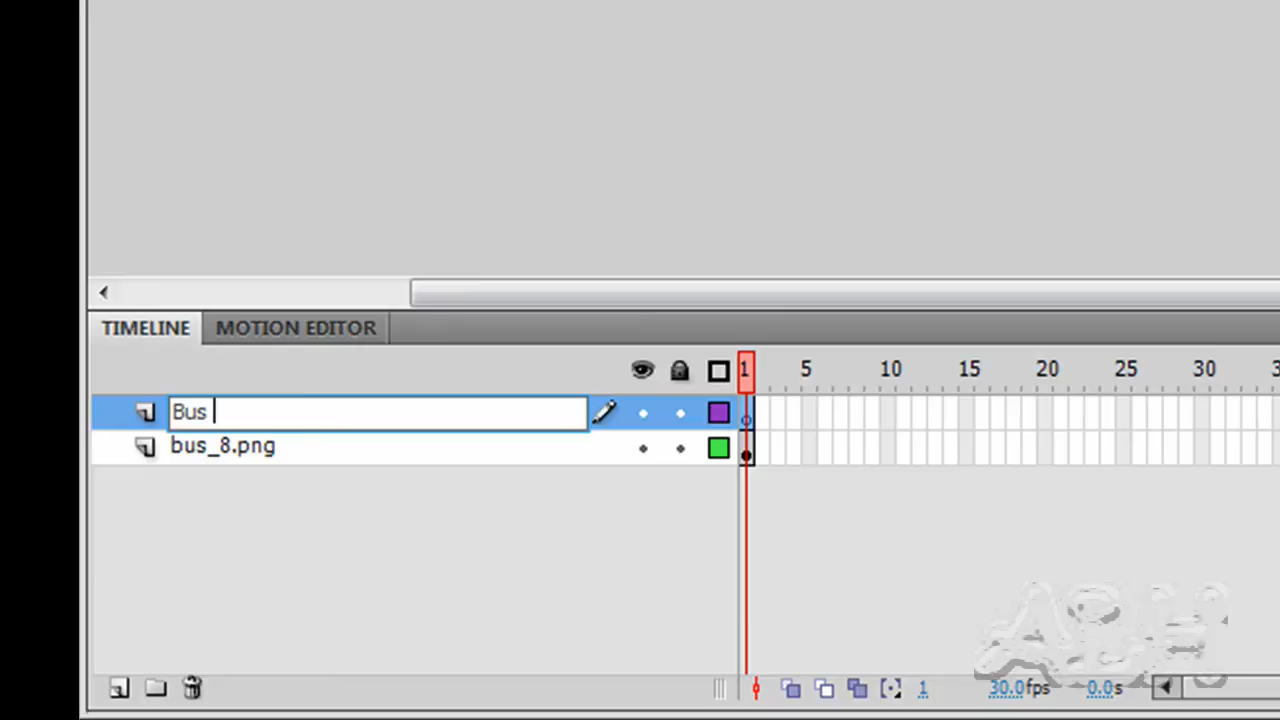 TIMELINE MOTION EDITOR
1 5 10 15 20 25 30
Bus
bus_8.png
1 30.0fps 0.0s